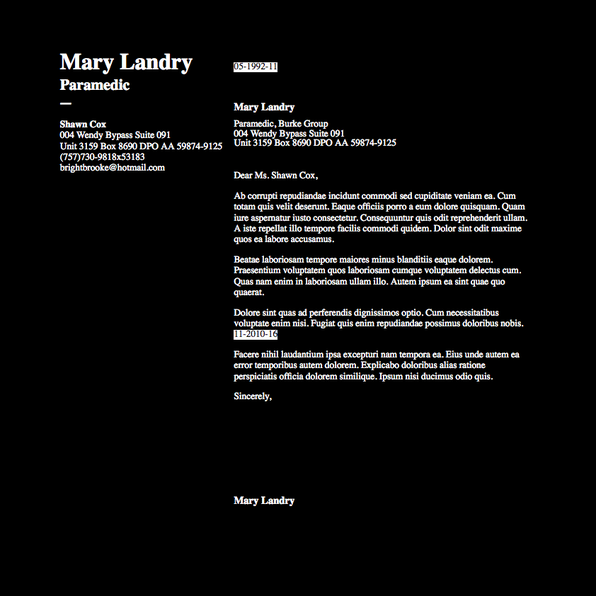 Mary Landry
Paramedic
Shawn Cox
004 Wendy Bypass Suite 091
Unit 3159 Box 8690 DPO AA 59874-9125
(757)730-9818x53183
brightbrooke@hotmail.com
05-1992-11
Mary Landry
Paramedic, Burke Group
004 Wendy Bypass Suite 091
Unit 3159 Box 8690 DPO AA 59874-9125
Dear Ms. Shawn Cox,
Ab corrupti repudiandae incidunt commodi sed cupiditate veniam ea. Cum
totam quis velit deserunt. Eaque officiis porro a eum dolore quisquam. Quam
iure aspernatur iusto consectetur. Consequuntur quis odit reprehenderit ullam.
A iste repellat illo tempore facilis commodi quidem. Dolor sint odit maxime
quos ea labore accusamus.
Beatae laboriosam tempore maiores minus blanditiis eaque dolorem.
Praesentium voluptatem quos laboriosam cumque voluptatem delectus cum.
Quas nam enim in laboriosam ullam illo. Autem ipsum ea sint quae quo
quaerat.
Dolore sint quas ad perferendis dignissimos optio. Cum necessitatibus
voluptate enim nisi. Fugiat quis enim repudiandae possimus doloribus nobis.
11-2010-16
Facere nihil laudantium ipsa excepturi nam tempora ea. Eius unde autem ea
error temporibus autem dolorem. Explicabo doloribus alias ratione
perspiciatis officia dolorem similique. Ipsum nisi ducimus odio quis.
Sincerely,
Mary Landry